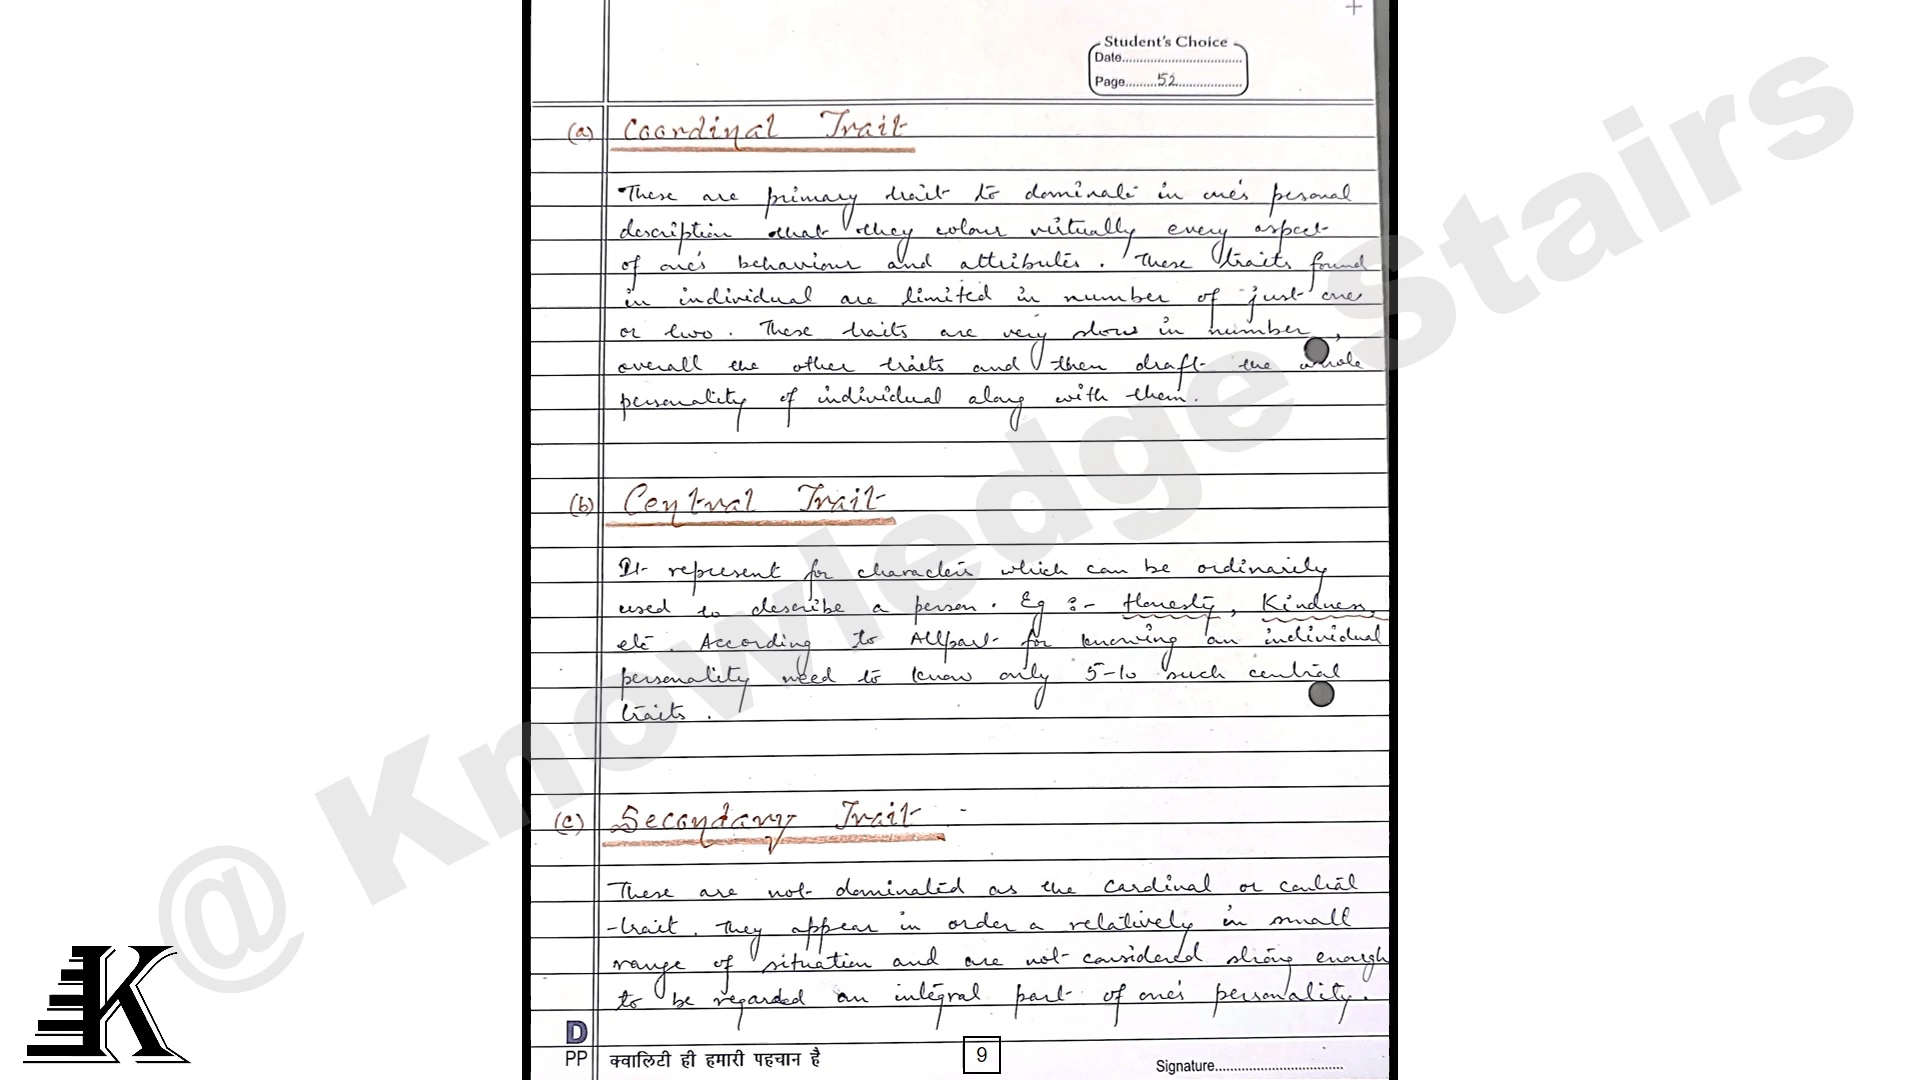 Student's Choice
Date
Page 52
(a) Coordinal Trait
These are primary trait to dominate in one's pesonal
description that they colour virtually every aspect
of one's behaviour and attributes. These traits found
in individual are limited in number of just one
or two. These traits are very slow in number,
overall the other traits and then draft the whole
personality of individual along with them.
(b) Central Trait
It represent for characters which can be ordinarily
used to describe a person. Eg :- Honesty, Kindness,
etc. According to Allport for knowing an individual
personality need to know only 5-10 such central
traits.
(c) Secondary Trait -
These are not dominated as the cardinal or central
trait. They appear in order a relatively in small
range of situation and are not considered strong enough
to be regarded an integral part of one's personality.
D
PP क्वालिटी ही हमारी पहचान है
9
Signature
@Knowledge Stairs
K